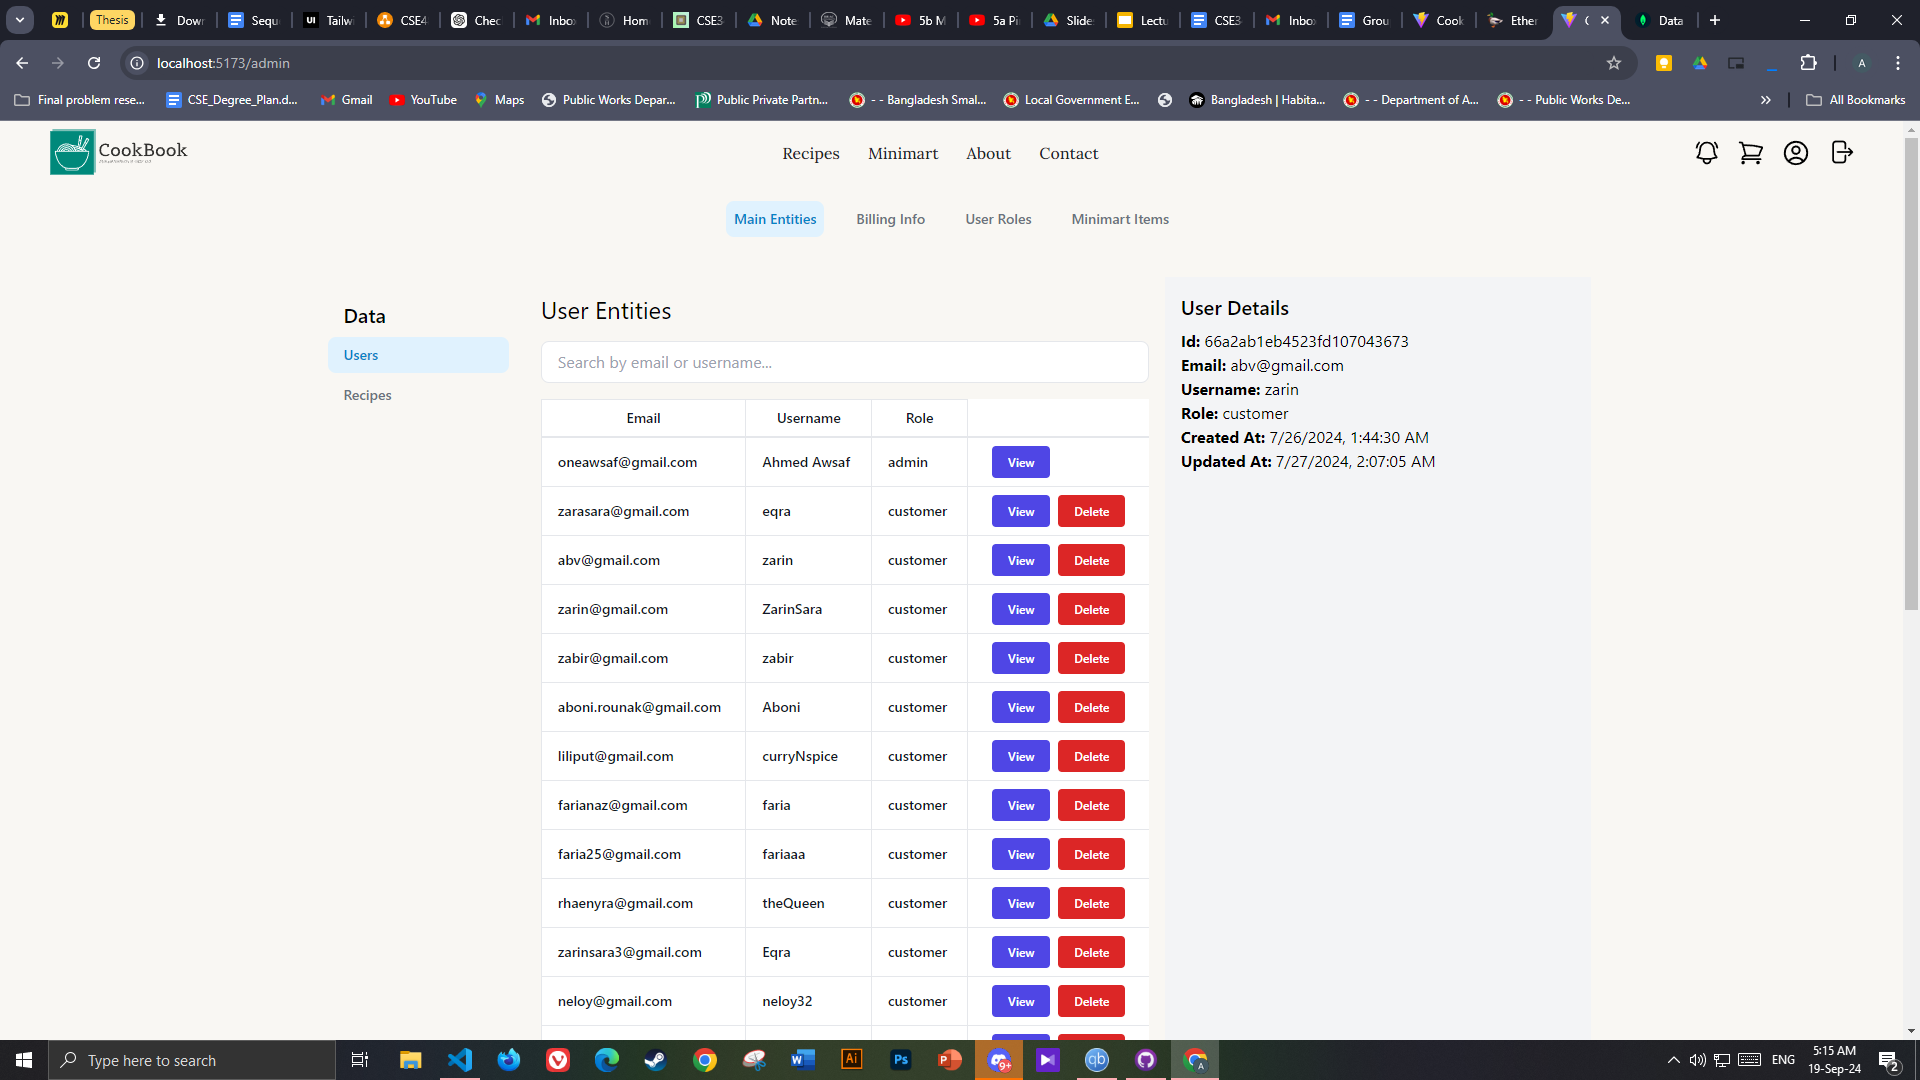 Thesis
Down
Sequ
Tailwi
CSE4
Chec
Inbo
Hom
CSE3
Note
Mate
5b M
5a Pi
Slide
Lectu
CSE3
Inbo
Grou
Cook
Ether
Data
localhost:5173/admin
Final problem rese...
CSE_Degree_Plan.d...
Gmail
YouTube
Maps
Public Works Depar...
Public Private Partn...
- - Bangladesh Smal...
Local Government E...
Bangladesh | Habita...
- - Department of A...
- - Public Works De...
All Bookmarks
CookBook
Recipes
Minimart
About
Contact
Main Entities
Billing Info
User Roles
Minimart Items
Data
Users
Recipes
User Entities
Search by email or username...
Email Username Role
oneawsaf@gmail.com Ahmed Awsaf admin View
zarasara@gmail.com eqra customer View Delete
abv@gmail.com zarin customer View Delete
zarin@gmail.com ZarinSara customer View Delete
zabir@gmail.com zabir customer View Delete
aboni.rounak@gmail.com Aboni customer View Delete
liliput@gmail.com curryNspice customer View Delete
farianaz@gmail.com faria customer View Delete
faria25@gmail.com fariaaa customer View Delete
rhaenyra@gmail.com theQueen customer View Delete
zarinsara3@gmail.com Eqra customer View Delete
neloy@gmail.com neloy32 customer View Delete
User Details
Id: 66a2ab1eb4523fd107043673
Email: abv@gmail.com
Username: zarin
Role: customer
Created At: 7/26/2024, 1:44:30 AM
Updated At: 7/27/2024, 2:07:05 AM
Type here to search
9+
ENG
5:15 AM
19-Sep-24
2